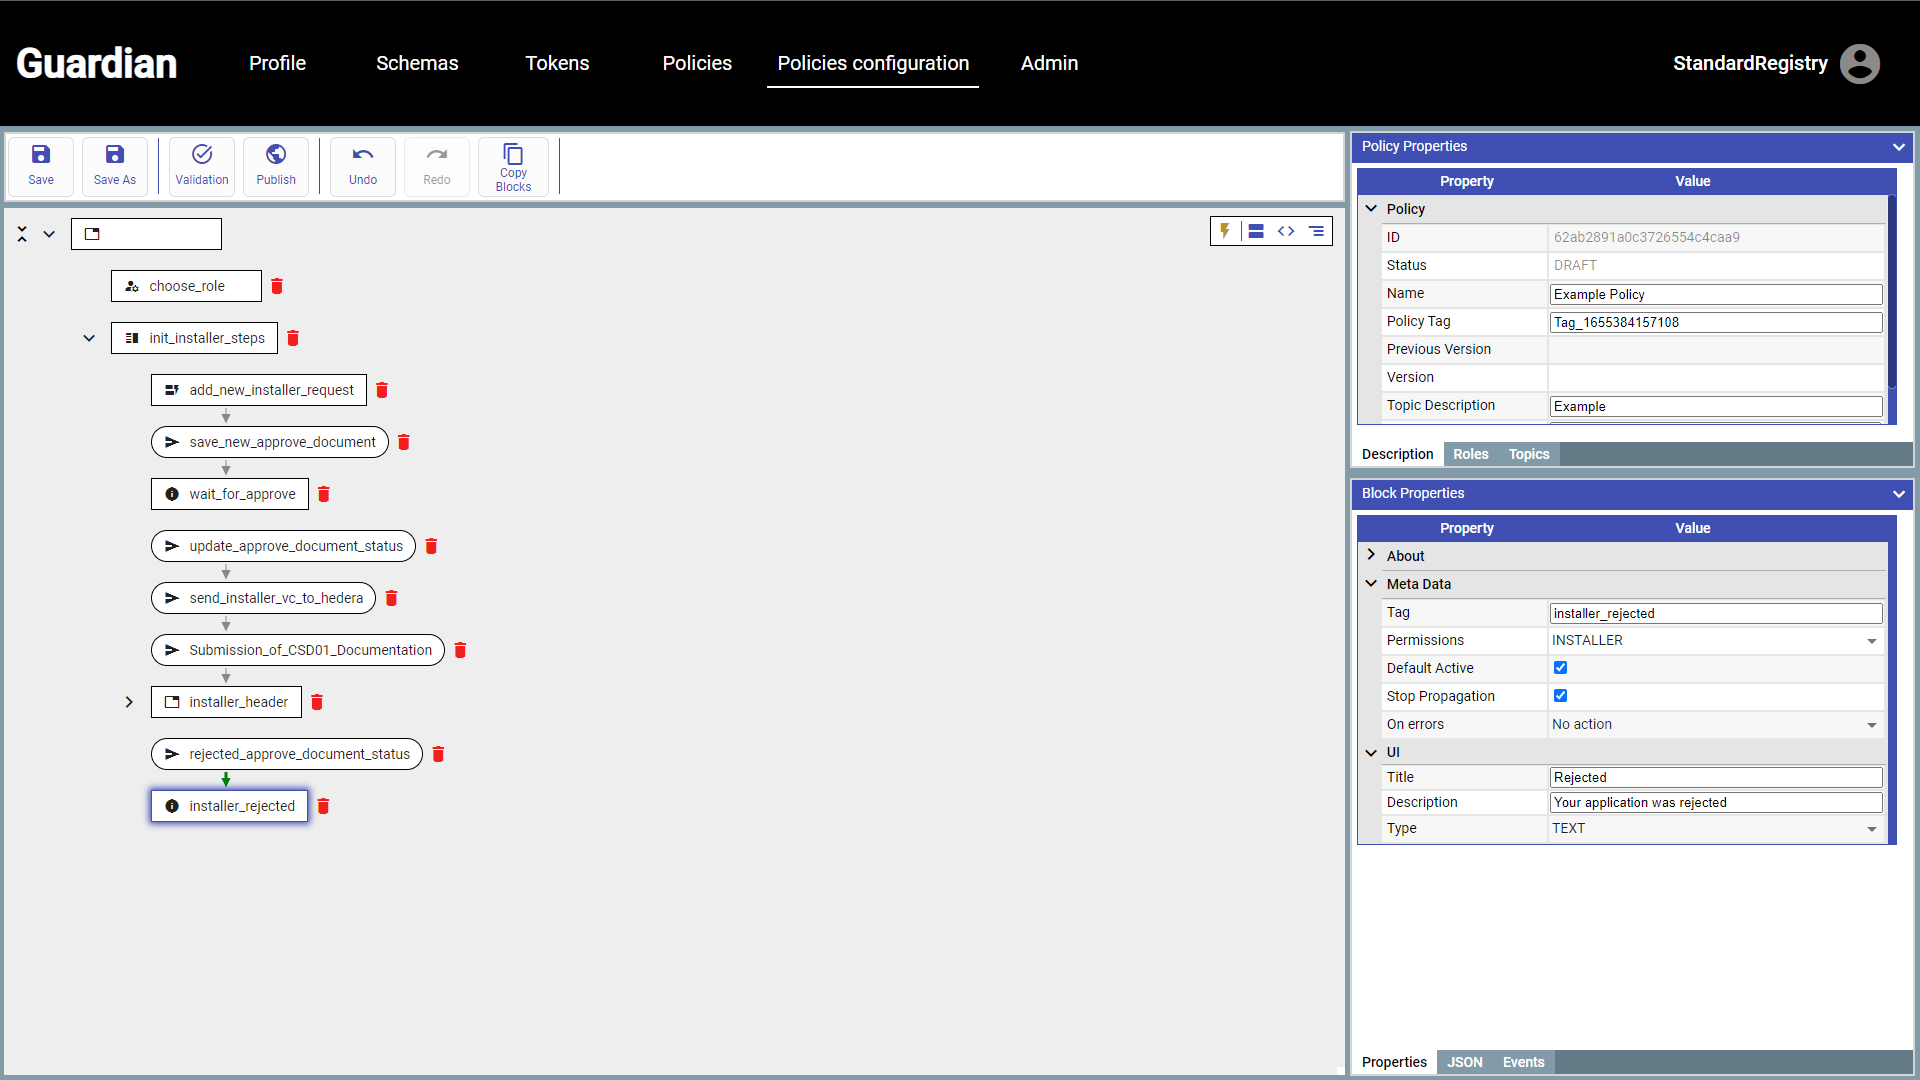 Guardian
Profile
Schemas
Tokens
Policies
Policies configuration
Admin
StandardRegistry
Save
Save As
Validation
Publish
Undo
Redo
Copy
Blocks
choose_role
init_installer_steps
add_new_installer_request
save_new_approve_document
wait_for_approve
update_approve_document_status
send_installer_vc_to_hedera
Submission_of_CSD01_Documentation
installer_header
rejected_approve_document_status
installer_rejected
Policy Properties
Property Value
Policy
ID 62ab2891a0c3726554c4caa9
Status DRAFT
Name Example Policy
Policy Tag Tag_1655384157108
Previous Version
Version
Topic Description Example
Description Roles Topics
Block Properties
Property Value
About
Meta Data
Tag installer_rejected
Permissions INSTALLER
Default Active
Stop Propagation
On errors No action
UI
Title Rejected
Description Your application was rejected
Type TEXT
Properties JSON Events